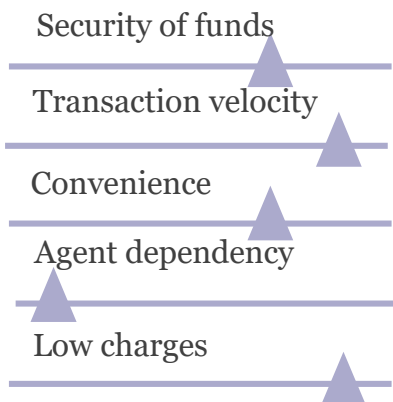 Security of funds
Transaction velocity
Convenience
Agent dependency
Low charges